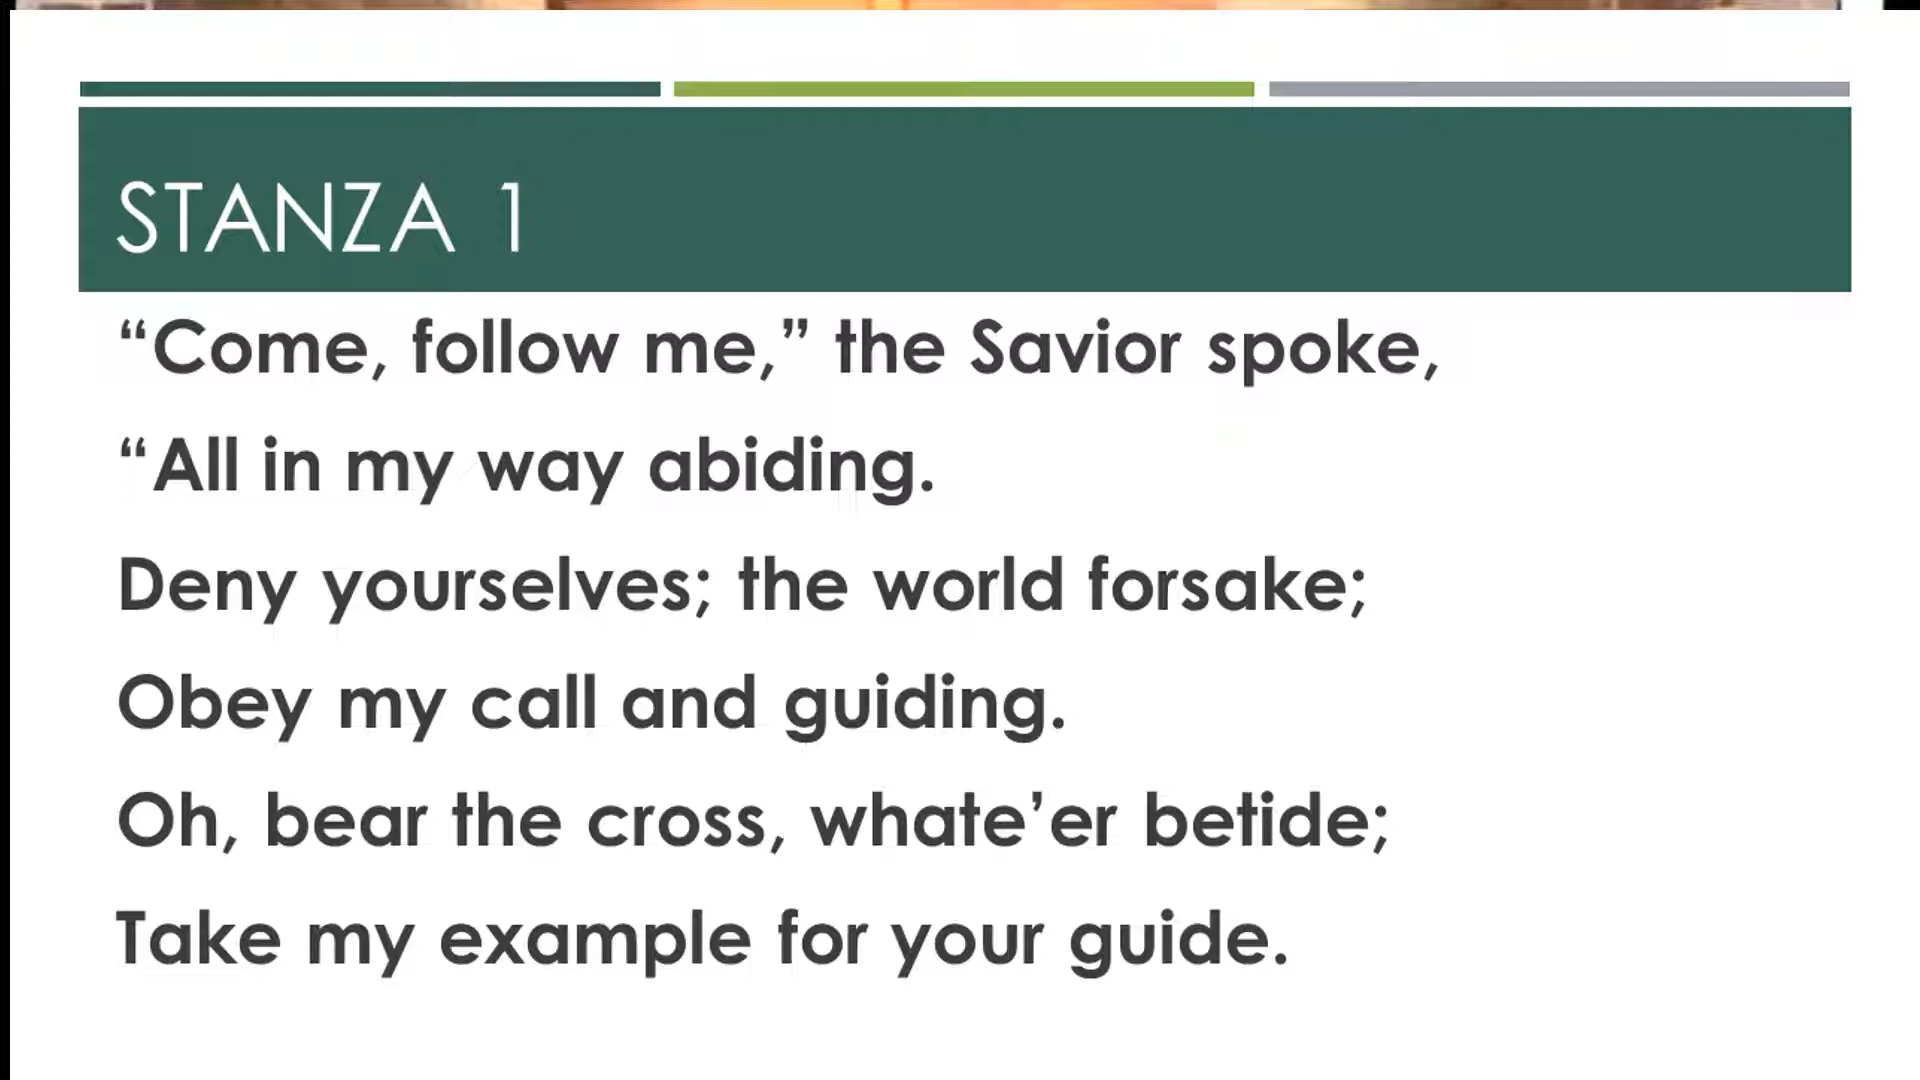 STANZA 1
“Come, follow me,” the Savior spoke,
“All in my way abiding.
Deny yourselves; the world forsake;
Obey my call and guiding.
Oh, bear the cross, whate’er betide;
Take my example for your guide.